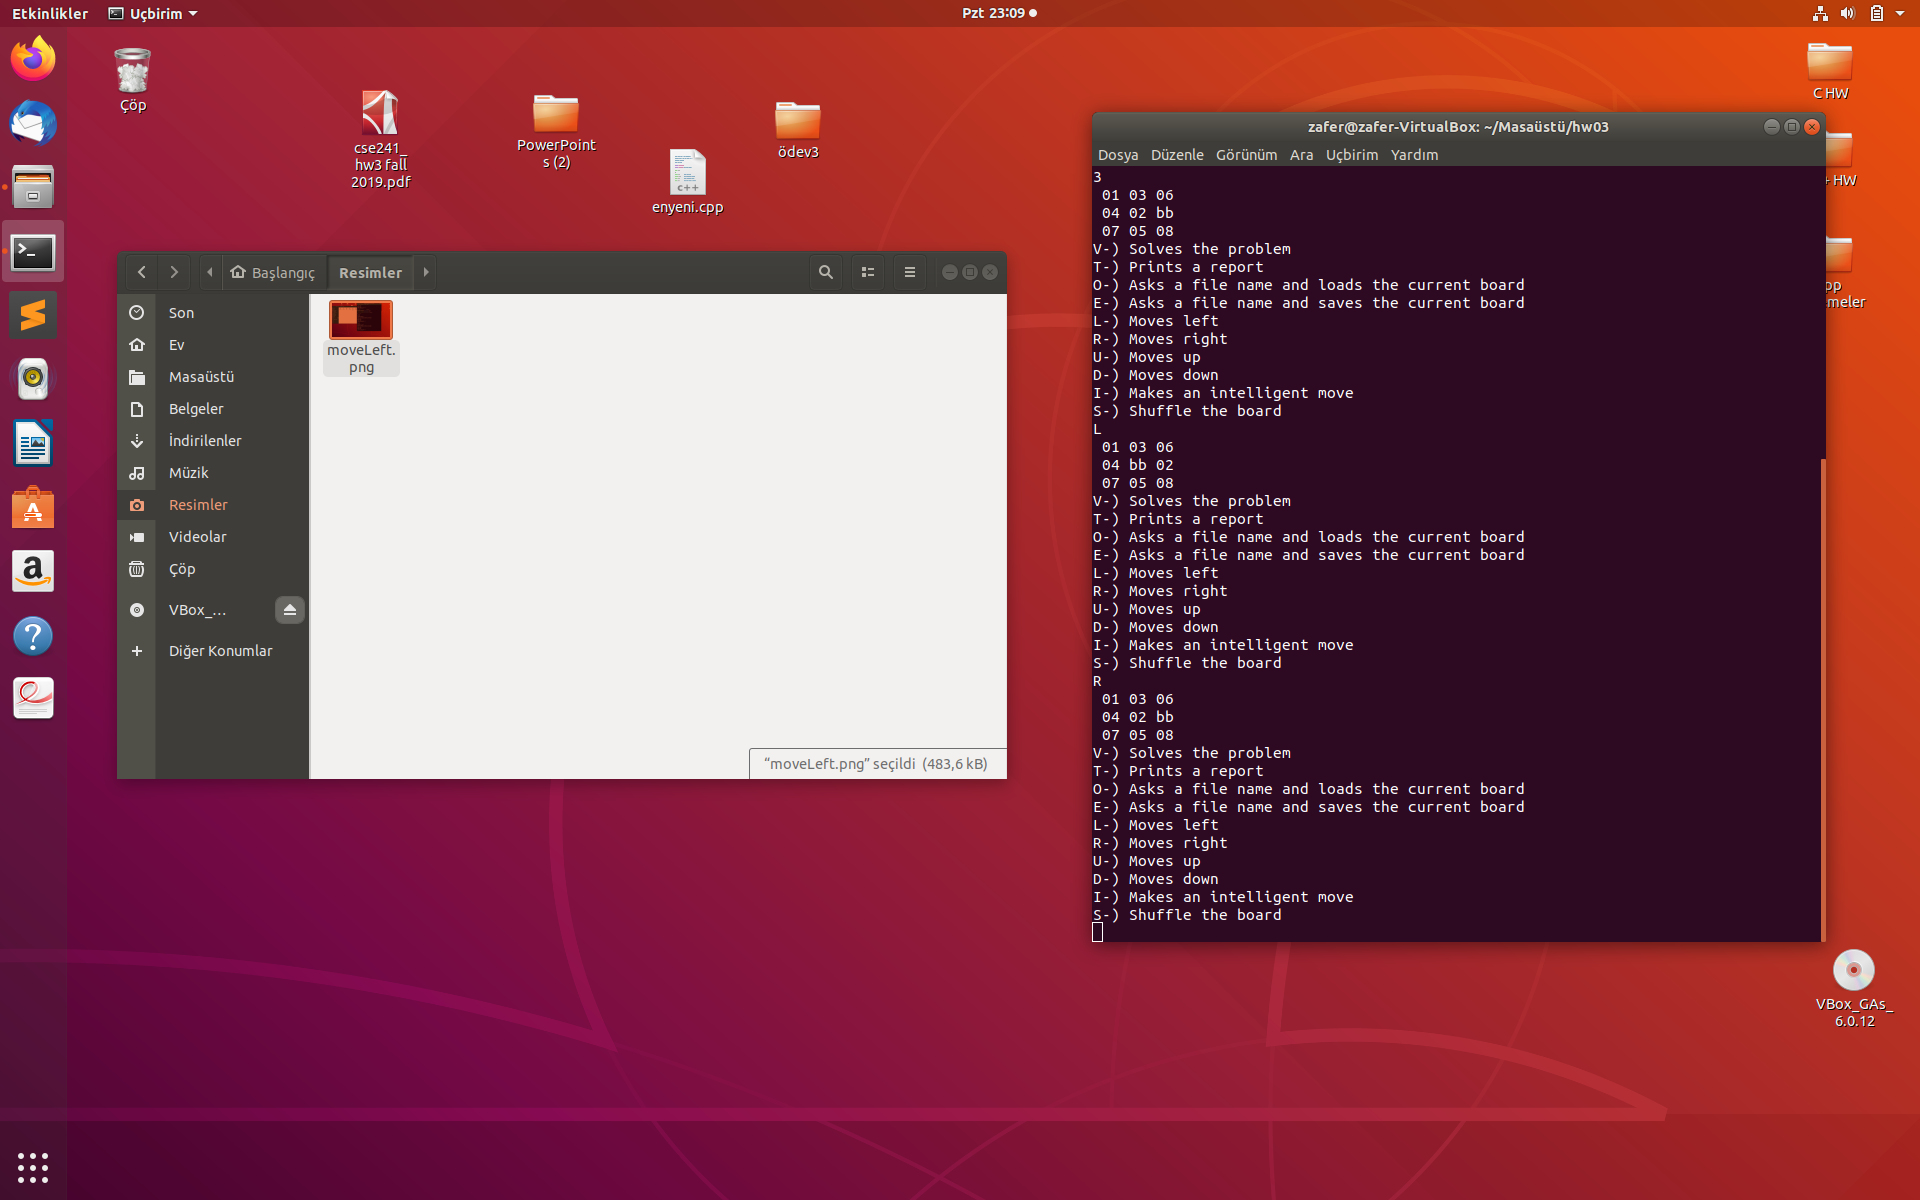 Etkinlikler
Uçbirim
Pzt 23:09
Çöp
cse241_
hw3 fall
2019.pdf
PowerPoint
s (2)
c++
enyeni.cpp
ödev3
C HW
HW
pp
meler
VBox_GAs_
6.0.12
Başlangıç
Resimler
Son
Ev
Masaüstü
Belgeler
İndirilenler
Müzik
Resimler
Videolar
Çöp
VBox_...
Diğer Konumlar
moveLeft.
png
“moveLeft.png” seçildi (483,6 kB)
zafer@zafer-VirtualBox: ~/Masaüstü/hw03
Dosya Düzenle Görünüm Ara Uçbirim Yardım
3
01 03 06
04 02 bb
07 05 08
V-) Solves the problem
T-) Prints a report
O-) Asks a file name and loads the current board
E-) Asks a file name and saves the current board
L-) Moves left
R-) Moves right
U-) Moves up
D-) Moves down
I-) Makes an intelligent move
S-) Shuffle the board
L
01 03 06
04 bb 02
07 05 08
V-) Solves the problem
T-) Prints a report
O-) Asks a file name and loads the current board
E-) Asks a file name and saves the current board
L-) Moves left
R-) Moves right
U-) Moves up
D-) Moves down
I-) Makes an intelligent move
S-) Shuffle the board
R
01 03 06
04 02 bb
07 05 08
V-) Solves the problem
T-) Prints a report
O-) Asks a file name and loads the current board
E-) Asks a file name and saves the current board
L-) Moves left
R-) Moves right
U-) Moves up
D-) Moves down
I-) Makes an intelligent move
S-) Shuffle the board